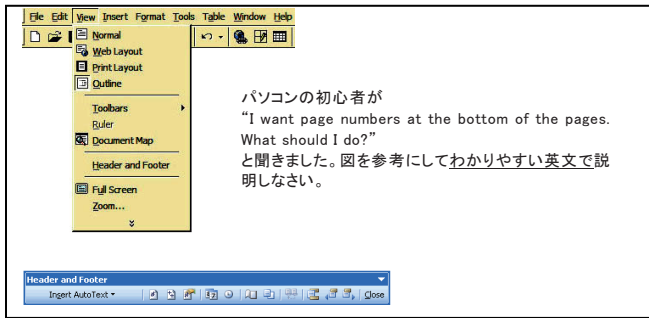 File Edit View Insert Format Tools Table Window Help
Normal
Web Layout
Print Layout
Outline
Toolbars
Ruler
Document Map
Header and Footer
Full Screen
Zoom...
パソコンの初心者が
“I want page numbers at the bottom of the pages.
What should I do?”
と聞きました。図を参考にしてわかりやすい英文で説
明しなさい。
Header and Footer
Insert AutoText
Close